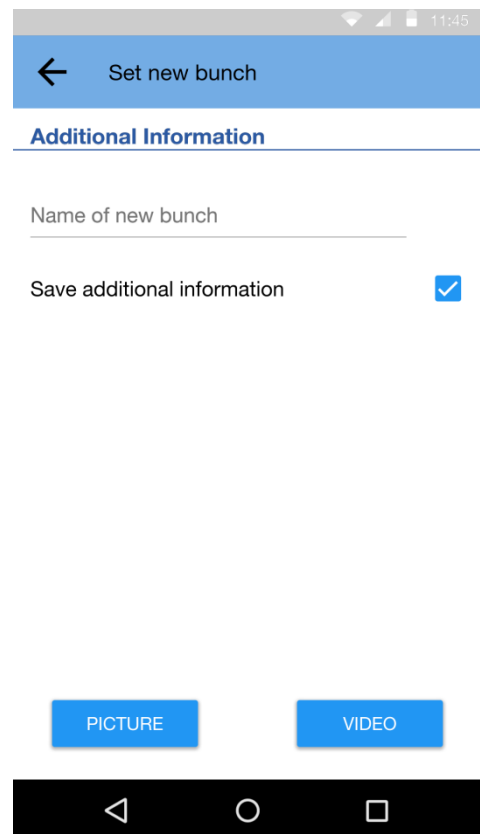 11:45
Set new bunch
Additional Information
Name of new bunch
Save additional information
PICTURE VIDEO